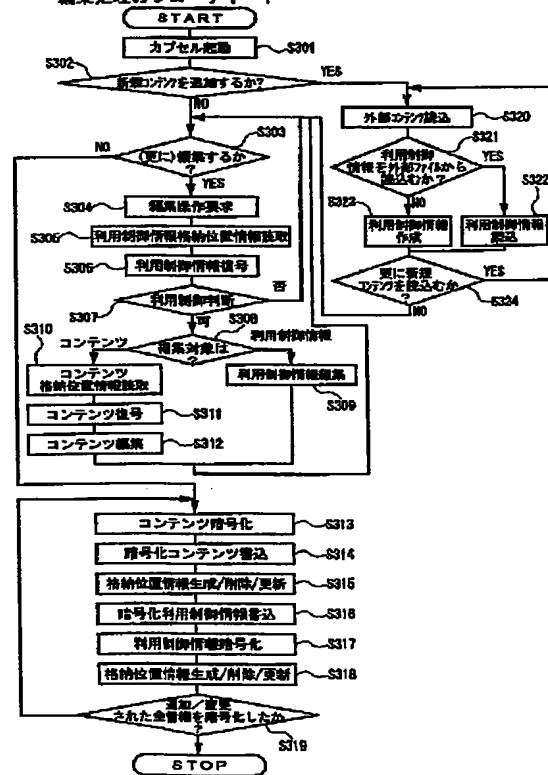 START
カプセル起動
S301
S302
新規コンテンツを追加するか?
YES
NO
外部コンテンツ読込
S320
S303
(更に)編集するか
?
NO
YES
S321
利用制御
情報を外部ファイルから
読込むか?
YES
NO
S304
編集操作要求
S322
S323
利用制御情報
作成
利用制御情報
読込
S305
利用制御情報格納位置情報読取
S306
利用制御情報復号
否
更に新規
コンテンツを読込むか
?
YES
S324
NO
利用制御判断
S307
可
S308
S310
コンテンツ
編集対象は
?
利用制御情報
コンテンツ
格納位置情報読取
利用制御情報編集
S309
コンテンツ復号
S311
コンテンツ編集
S312
コンテンツ暗号化
S313
暗号化コンテンツ書込
S314
格納位置情報生成/削除/更新
S315
暗号化利用制御情報書込
S316
利用制御情報暗号化
S317
格納位置情報生成/削除/更新
S318
追加/変更
された全情報を暗号化したか
?
S319
STOP